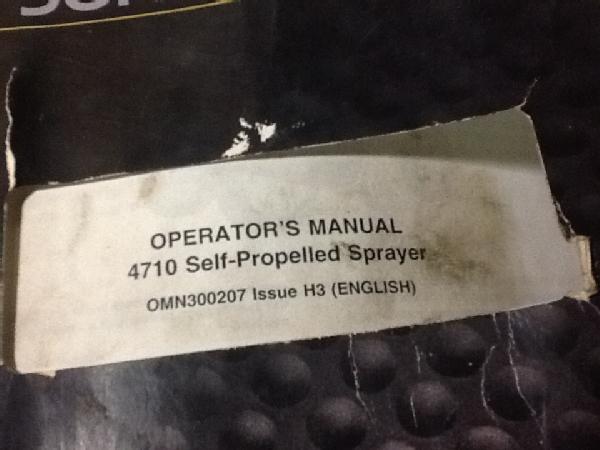 OPERATOR'S MANUAL
4710 Self-Propelled Sprayer
OMN300207 Issue H3 (ENGLISH)